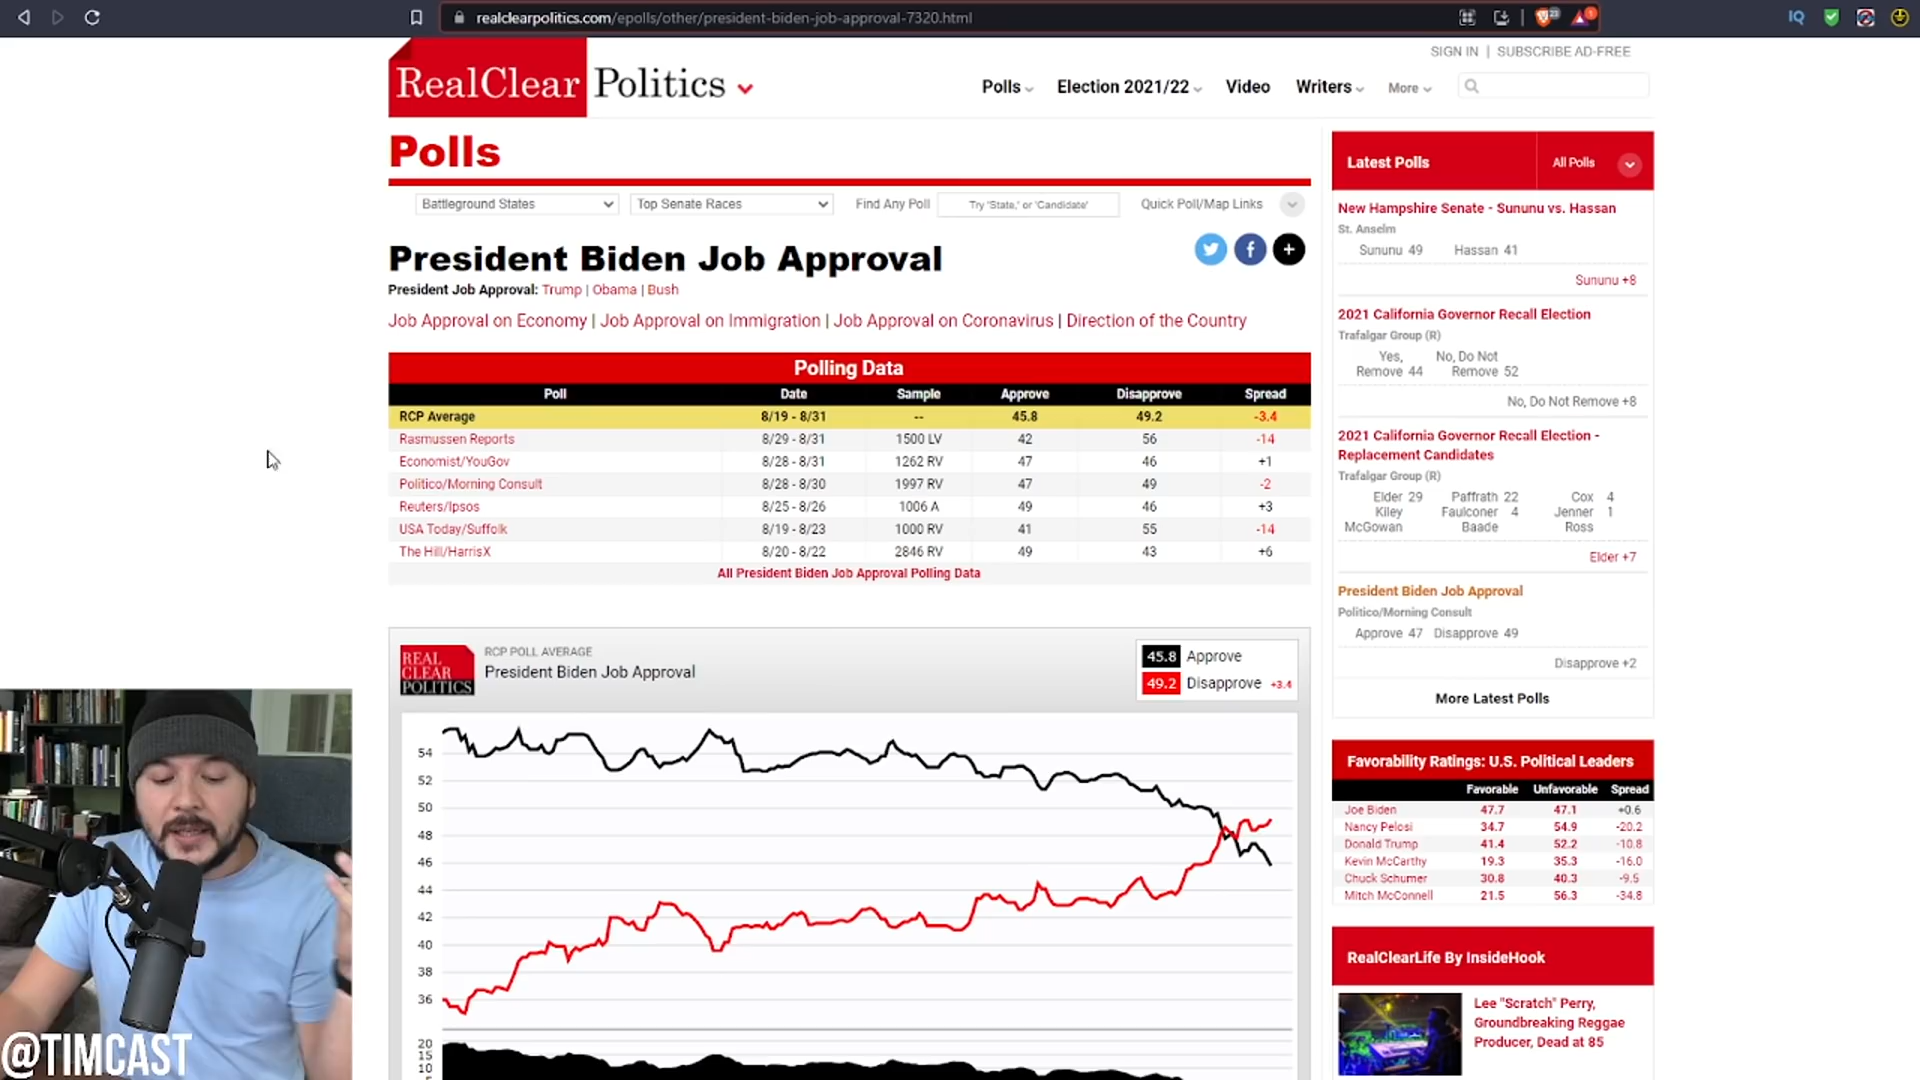 realclearpolitics.com/epolls/other/president-biden-job-approval-7320.html
IQ
SIGN IN | SUBSCRIBE AD-FREE
RealClear Politics
Polls Election 2021/22 Video Writers More
Polls
Battleground States Top Senate Races Find Any Poll Try 'State,' or 'Candidate' Quick Poll/Map Links
President Biden Job Approval
President Job Approval: Trump | Obama | Bush
Job Approval on Economy | Job Approval on Immigration | Job Approval on Coronavirus | Direction of the Country
Polling Data
Poll Date Sample Approve Disapprove Spread
RCP Average 8/19 - 8/31 -- 45.8 49.2 -3.4
Rasmussen Reports 8/29 - 8/31 1500 LV 42 56 -14
Economist/YouGov 8/28 - 8/31 1262 RV 47 46 +1
Politico/Morning Consult 8/28 - 8/30 1997 RV 47 49 -2
Reuters/Ipsos 8/25 - 8/26 1006 A 49 46 +3
USA Today/Suffolk 8/19 - 8/23 1000 RV 41 55 -14
The Hill/HarrisX 8/20 - 8/22 2846 RV 49 43 +6
All President Biden Job Approval Polling Data
REAL CLEAR POLITICS
RCP POLL AVERAGE
President Biden Job Approval
45.8 Approve
49.2 Disapprove +3.4
54
52
50
48
46
44
42
40
38
36
20
15
10
Latest Polls All Polls
New Hampshire Senate - Sununu vs. Hassan
St. Anselm
Sununu 49 Hassan 41
Sununu +8
2021 California Governor Recall Election
Trafalgar Group (R)
Yes, No, Do Not
Remove 44 Remove 52
No, Do Not Remove +8
2021 California Governor Recall Election -
Replacement Candidates
Trafalgar Group (R)
Elder 29 Paffrath 22 Cox 4
Kiley Faulconer 4 Jenner 1
McGowan Baade Ross
Elder +7
President Biden Job Approval
Politico/Morning Consult
Approve 47 Disapprove 49
Disapprove +2
More Latest Polls
Favorability Ratings: U.S. Political Leaders
Favorable Unfavorable Spread
Joe Biden 47.7 47.1 +0.6
Nancy Pelosi 34.7 54.9 -20.2
Donald Trump 41.4 52.2 -10.8
Kevin McCarthy 19.3 35.3 -16.0
Chuck Schumer 30.8 40.3 -9.5
Mitch McConnell 21.5 56.3 -34.8
RealClearLife By InsideHook
Lee "Scratch" Perry,
Groundbreaking Reggae
Producer, Dead at 85
@TIMCAST